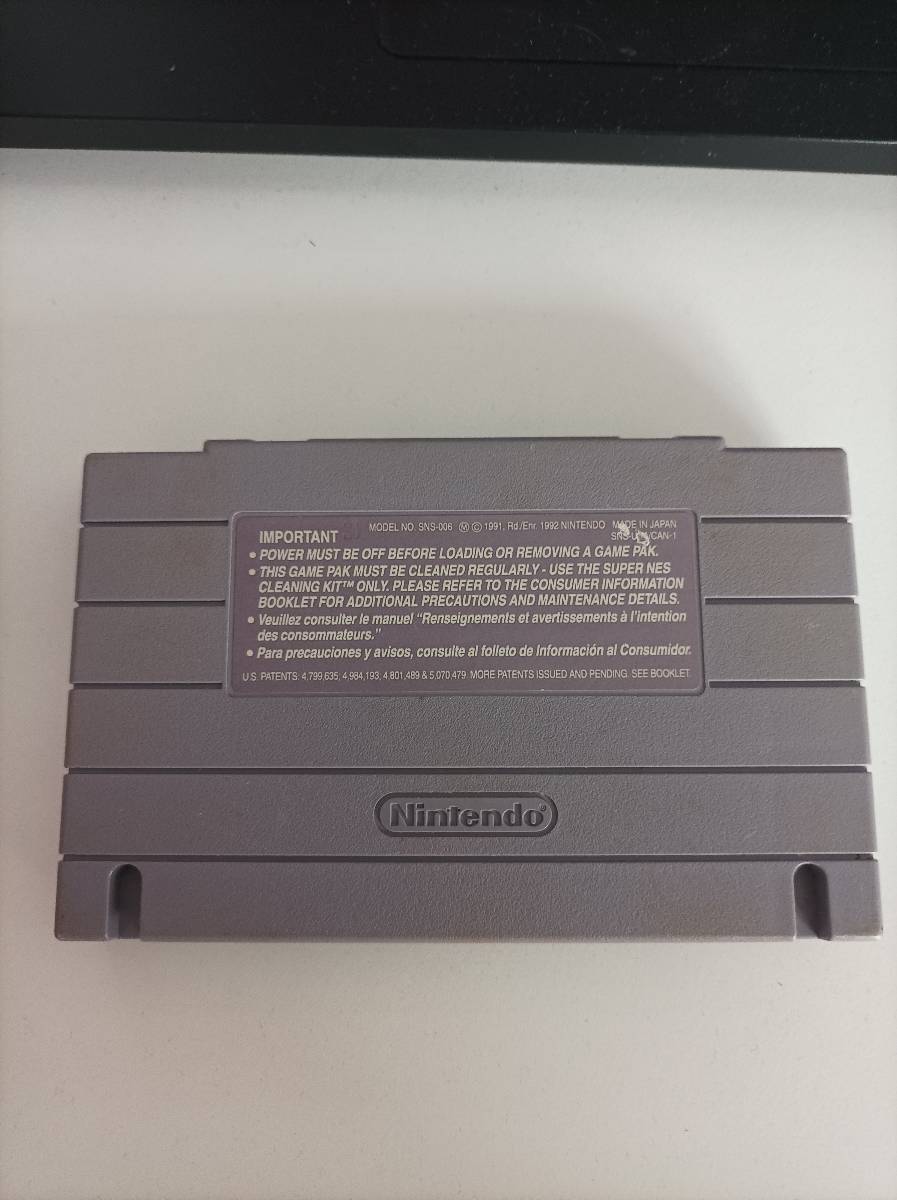 MODEL NO. SNS-006 Ⓜ © 1991, Rd./Enr. 1992 NINTENDO MADE IN JAPAN
IMPORTANT /CAN-1
• POWER MUST BE OFF BEFORE LOADING OR REMOVING A GAME PAK.
• THIS GAME PAK MUST BE CLEANED REGULARLY - USE THE SUPER NES
CLEANING KIT™ ONLY. PLEASE REFER TO THE CONSUMER INFORMATION
BOOKLET FOR ADDITIONAL PRECAUTIONS AND MAINTENANCE DETAILS.
• Veuillez consulter le manuel "Renseignements et avertissements à l'intention
des consommateurs."
• Para precauciones y avisos, consulte al folleto de Información al Consumidor.
U.S. PATENTS: 4,799,635; 4,984,193; 4,801,489 & 5,070,479. MORE PATENTS ISSUED AND PENDING. SEE BOOKLET.
Nintendo®